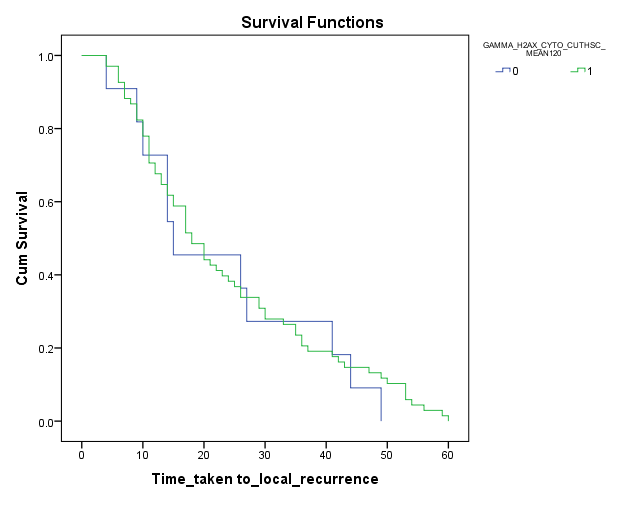 Survival Functions
GAMMA_H2AX_CYTO_CUTHSC_
MEAN120
0 1
1.0
0.8
0.6
0.4
0.2
0.0
Cum Survival
0 10 20 30 40 50 60
Time_taken to_local_recurrence